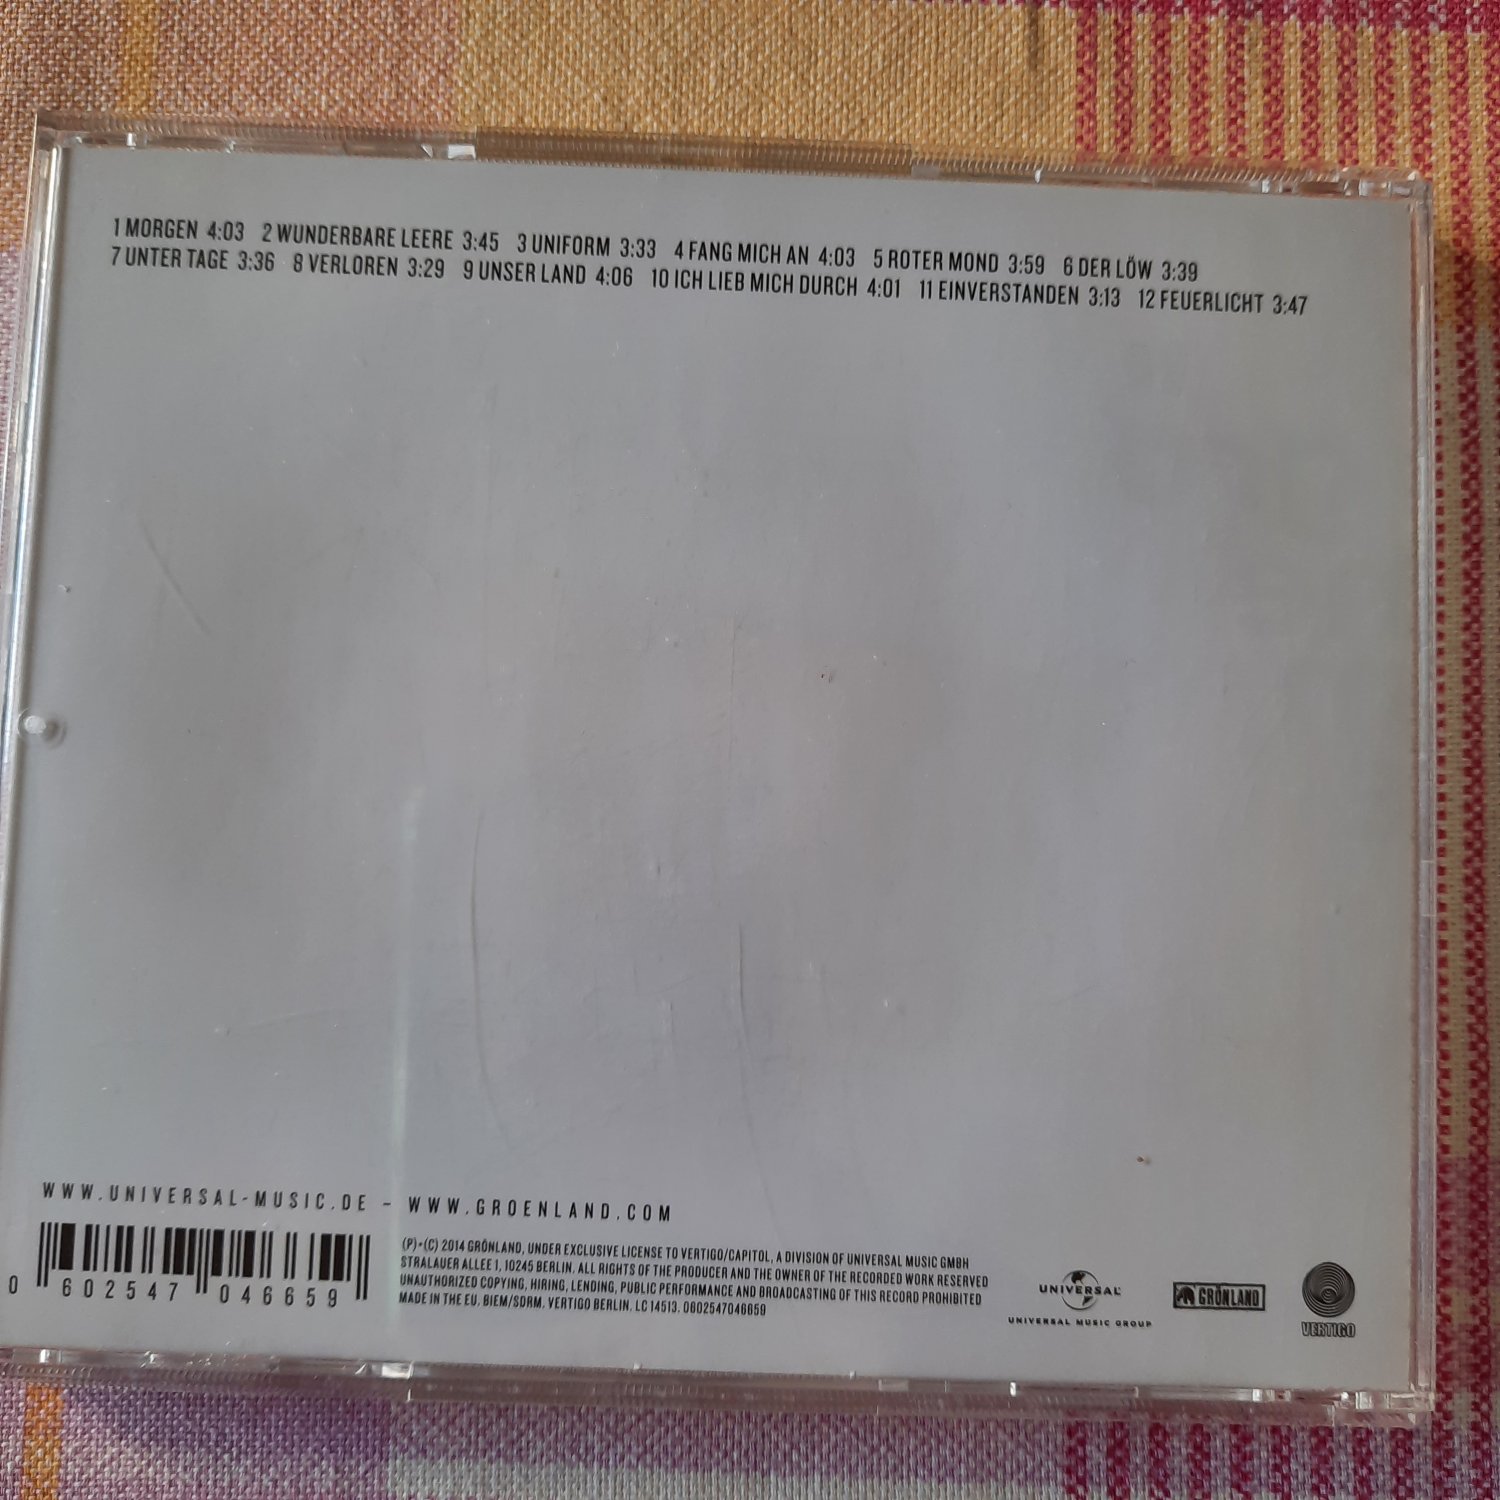 1 MORGEN 4:03 2 WUNDERBARE LEERE 3:45 3 UNIFORM 3:33 4 FANG MICH AN 4:03 5 ROTER MOND 3:59 6 DER LÖW 3:39
7 UNTER TAGE 3:36 8 VERLOREN 3:29 9 UNSER LAND 4:06 10 ICH LIEB MICH DURCH 4:01 11 EINVERSTANDEN 3:13 12 FEUERLICHT 3:47
WWW.UNIVERSAL-MUSIC.DE – WWW.GROENLAND.COM
0 602547 046659
(P)+(C) 2014 GRÖNLAND, UNDER EXCLUSIVE LICENSE TO VERTIGO/CAPITOL, A DIVISION OF UNIVERSAL MUSIC GMBH
STRALAUER ALLEE 1, 10245 BERLIN. ALL RIGHTS OF THE PRODUCER AND THE OWNER OF THE RECORDED WORK RESERVED
UNAUTHORIZED COPYING, HIRING, LENDING, PUBLIC PERFORMANCE AND BROADCASTING OF THIS RECORD PROHIBITED
MADE IN THE EU. BIEM/SDRM. VERTIGO BERLIN. LC 14513. 0602547046659
UNIVERSAL
UNIVERSAL MUSIC GROUP
GRÖNLAND
VERTIGO